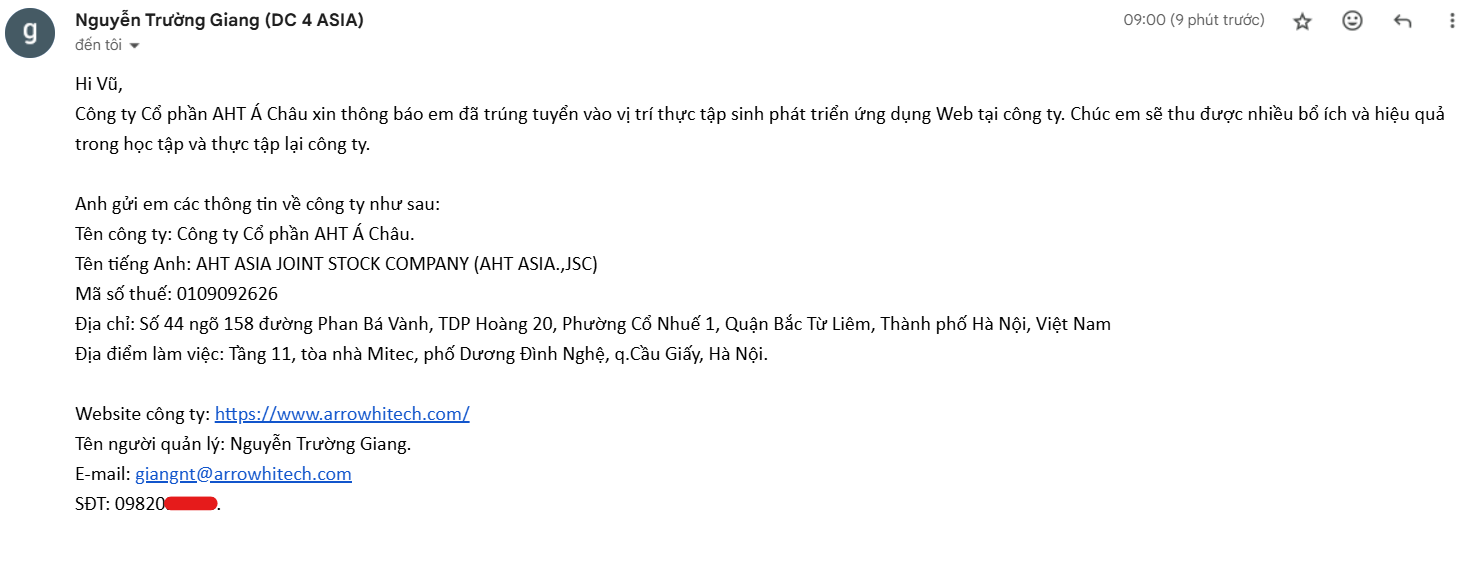 g
Nguyễn Trường Giang (DC 4 ASIA)
09:00 (9 phút trước)
đến tôi
Hi Vũ,
Công ty Cổ phần AHT Á Châu xin thông báo em đã trúng tuyển vào vị trí thực tập sinh phát triển ứng dụng Web tại công ty. Chúc em sẽ thu được nhiều bổ ích và hiệu quả
trong học tập và thực tập lại công ty.
Anh gửi em các thông tin về công ty như sau:
Tên công ty: Công ty Cổ phần AHT Á Châu.
Tên tiếng Anh: AHT ASIA JOINT STOCK COMPANY (AHT ASIA.,JSC)
Mã số thuế: 0109092626
Địa chỉ: Số 44 ngõ 158 đường Phan Bá Vành, TDP Hoàng 20, Phường Cổ Nhuế 1, Quận Bắc Từ Liêm, Thành phố Hà Nội, Việt Nam
Địa điểm làm việc: Tầng 11, tòa nhà Mitec, phố Dương Đình Nghệ, q.Cầu Giấy, Hà Nội.
Website công ty: https://www.arrowhitech.com/
Tên người quản lý: Nguyễn Trường Giang.
E-mail: giangnt@arrowhitech.com
SĐT: 09820.